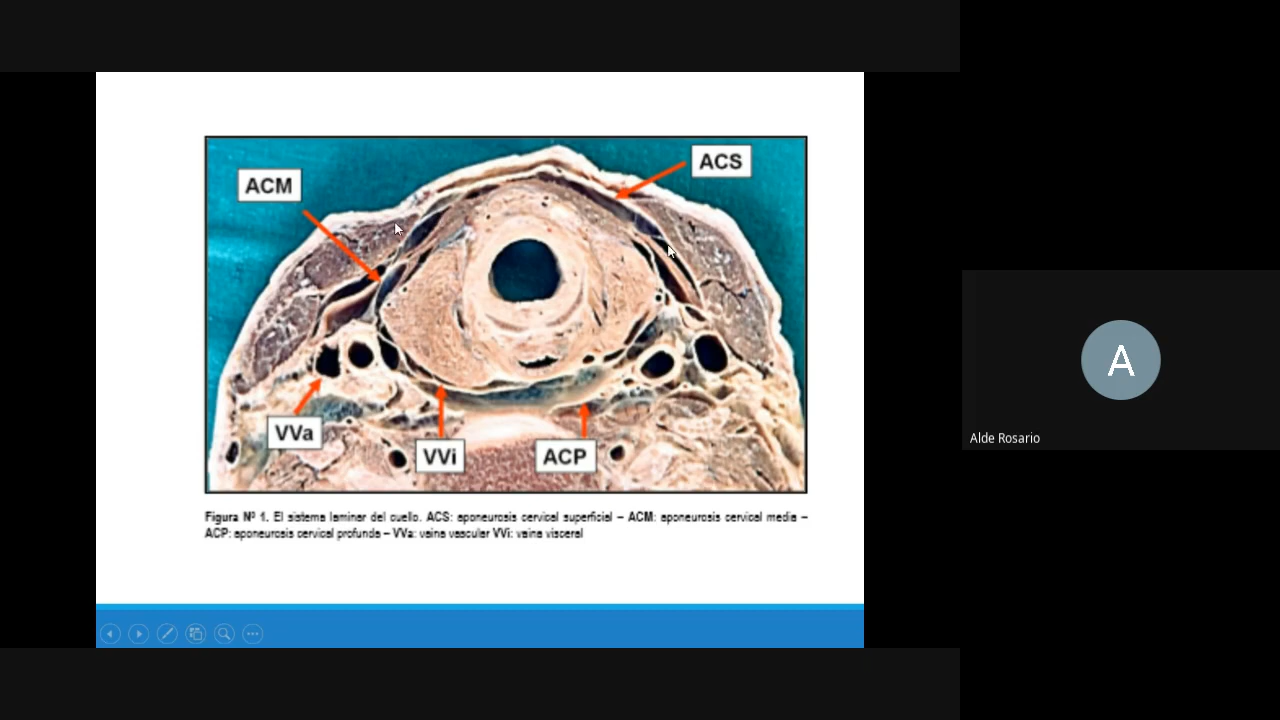 ACS
ACM
VVa
VVi
ACP
Figura Nº 1. El sistema laminar del cuello. ACS: aponeurosis cervical superficial – ACM: aponeurosis cervical media –
ACP: aponeurosis cervical profunda – VVa: vaina vascular VVi: vaina visceral
A
Alde Rosario